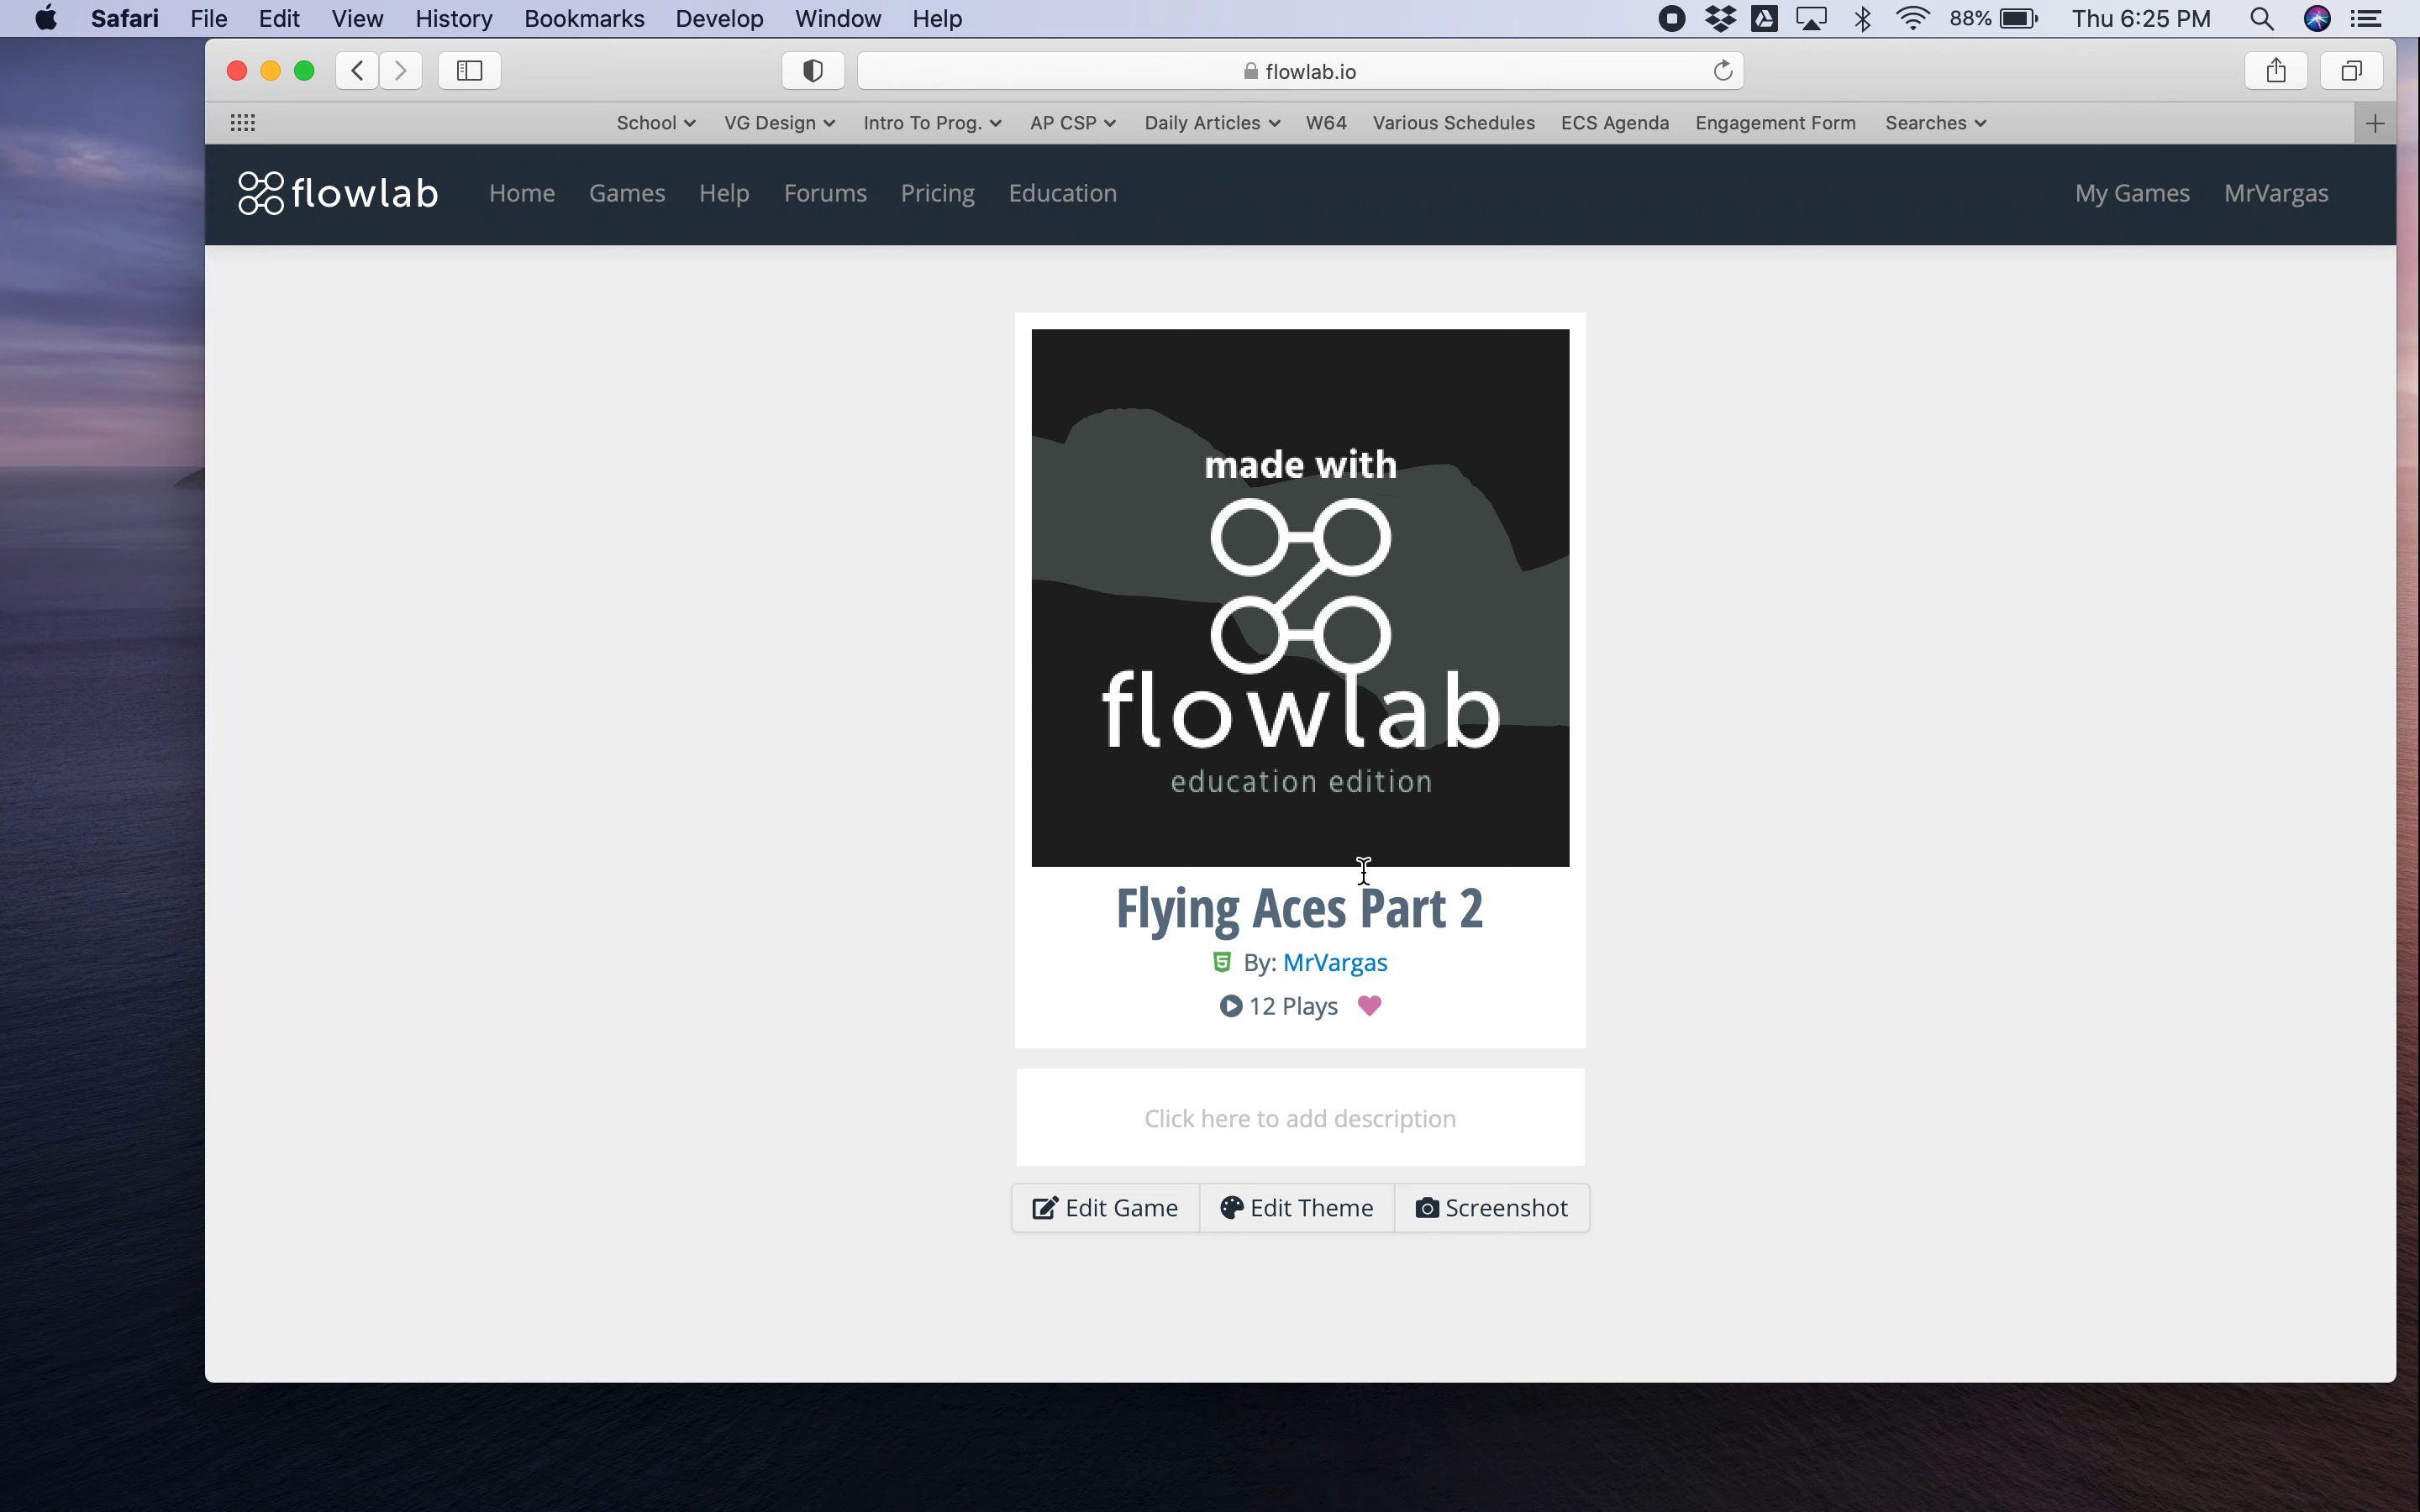 Safari File Edit View History Bookmarks Develop Window Help 88% Thu 6:25 PM
flowlab.io
School VG Design Intro To Prog. AP CSP Daily Articles W64 Various Schedules ECS Agenda Engagement Form Searches
flowlab Home Games Help Forums Pricing Education My Games MrVargas
made with
flowlab
education edition
Flying Aces Part 2
By: MrVargas
12 Plays
Click here to add description
Edit Game Edit Theme Screenshot